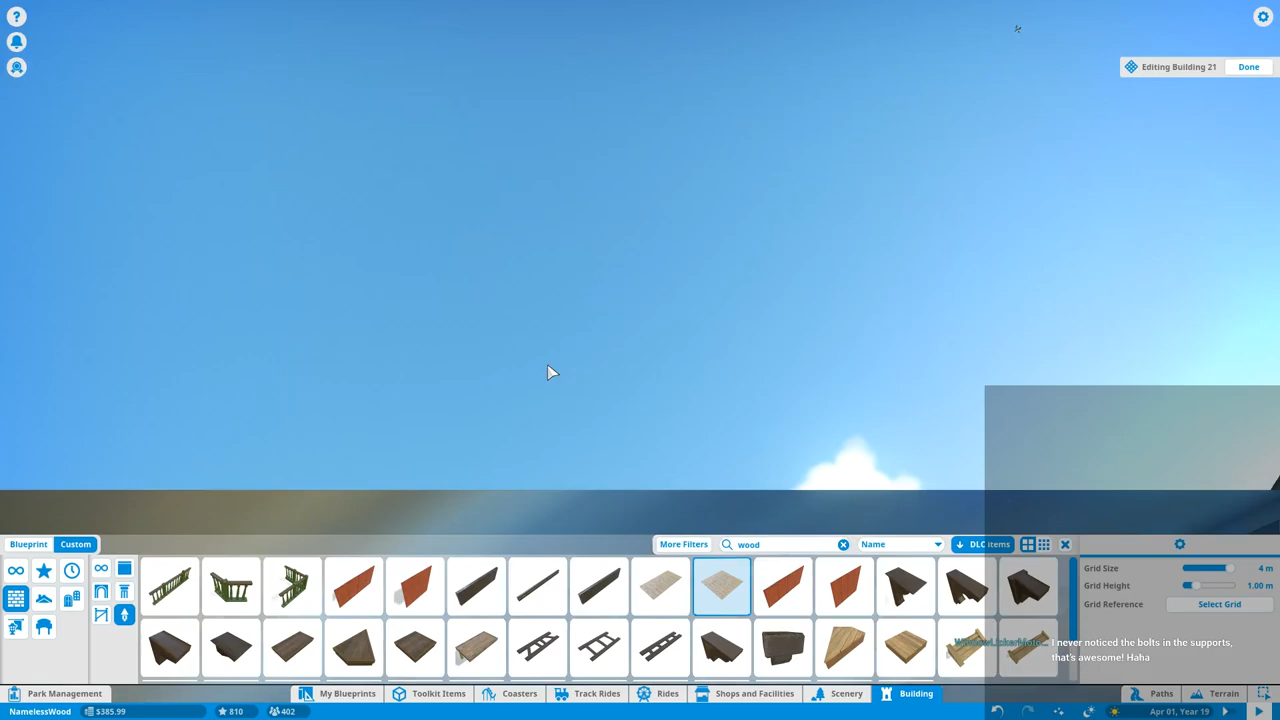 ?
Editing Building 21
Done
Blueprint
Custom
More Filters
wood
Name
DLC items
Grid Size
4 m
Grid Height
1.00 m
Grid Reference
Select Grid
I never noticed the bolts in the supports,
that's awesome! Haha
Park Management
My Blueprints
Toolkit Items
Coasters
Track Rides
Rides
Shops and Facilities
Scenery
Building
Paths
Terrain
NamelessWood
$385.99
810
402
Apr 01, Year 19